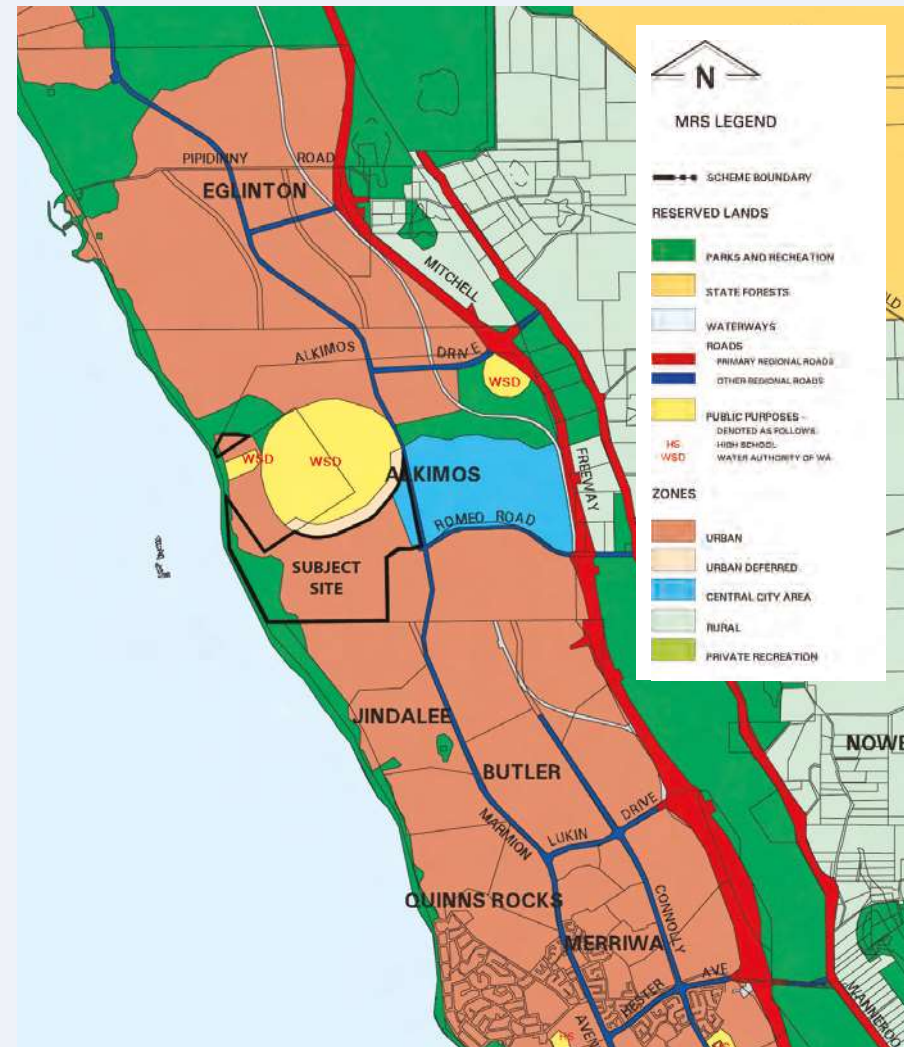 PIPIDINNY ROAD
EGLINTON
MITCHELL
ALKIMOS DRIVE
WSD
WSD
WSD
ALKIMOS
FREEWAY
ROMEO ROAD
SUBJECT
SITE
JINDALEE
BUTLER
MARMION
LUKIN DRIVE
QUINNS ROCKS
CONNOLLY
MERRIWA
HESTER AVE
AVEN
HS
WANNEROO
NOWE
N
MRS LEGEND
SCHEME BOUNDARY
RESERVED LANDS
PARKS AND RECREATION
STATE FORESTS
WATERWAYS
ROADS
PRIMARY REGIONAL ROADS
OTHER REGIONAL ROADS
PUBLIC PURPOSES -
DENOTED AS FOLLOWS
HS HIGH SCHOOL
WSD WATER AUTHORITY OF WA
ZONES
URBAN
URBAN DEFERRED
CENTRAL CITY AREA
RURAL
PRIVATE RECREATION